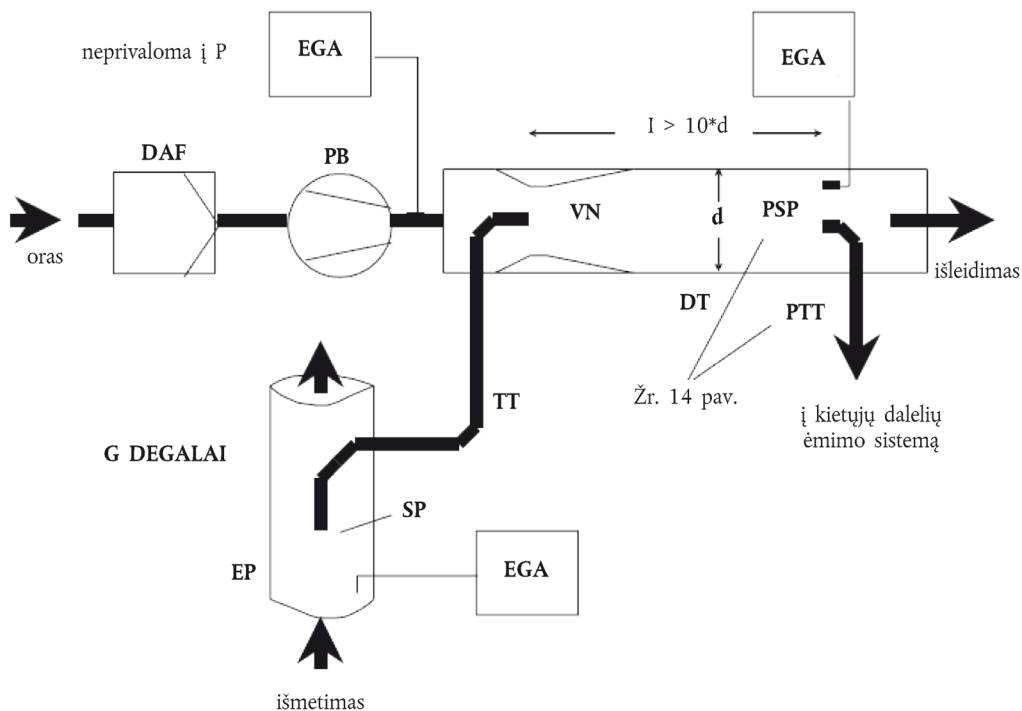 neprivaloma į P
EGA
EGA
l > 10*d
DAF
PB
VN
d
PSP
oras
išleidimas
DT
PTT
TT
Žr. 14 pav.
į kietųjų dalelių
ėmimo sistemą
G DEGALAI
SP
EP
EGA
išmetimas